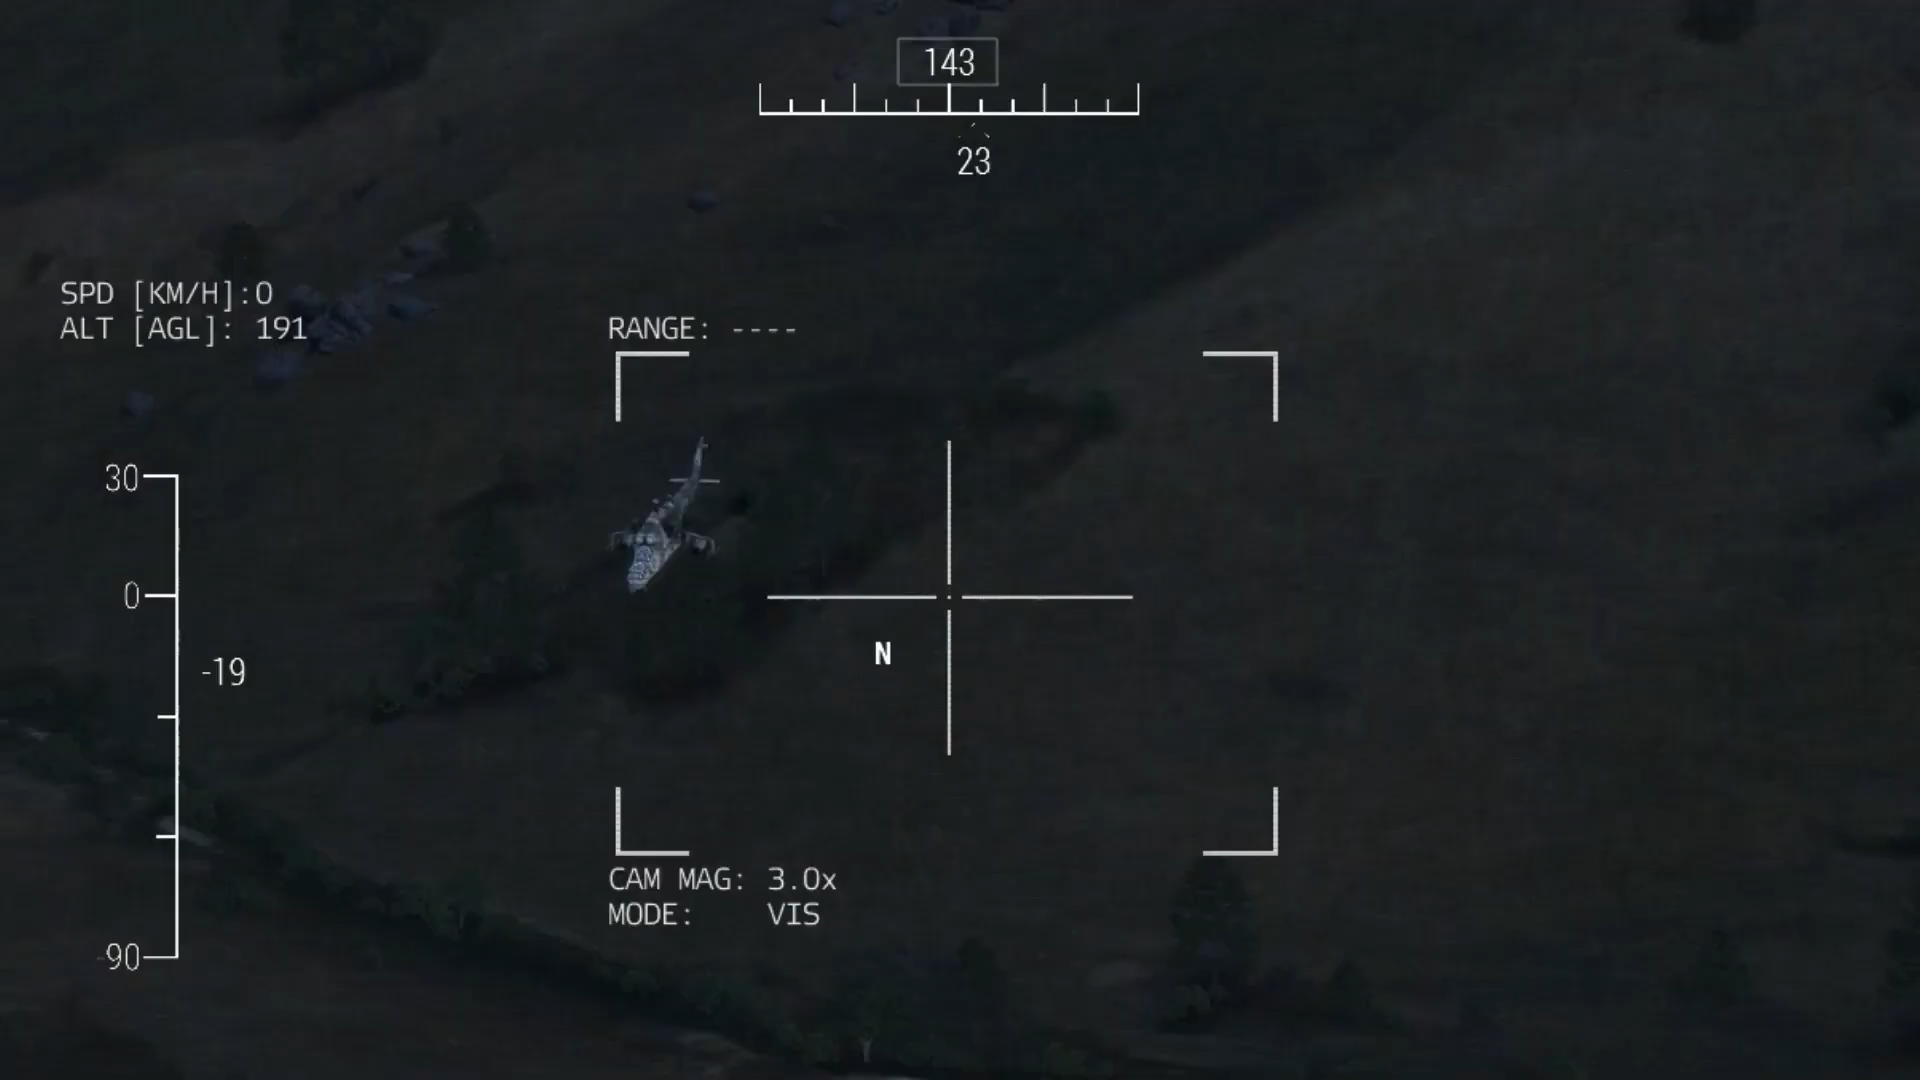 143
23
SPD [KM/H]:0
ALT [AGL]: 191
RANGE: ----
30
0
-19
N
-90
CAM MAG: 3.0x
MODE: VIS